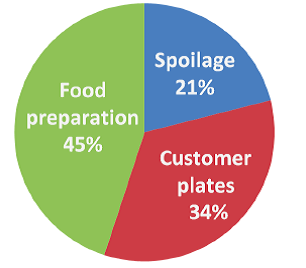 Spoilage
21%
Food
preparation
45%
Customer
plates
34%